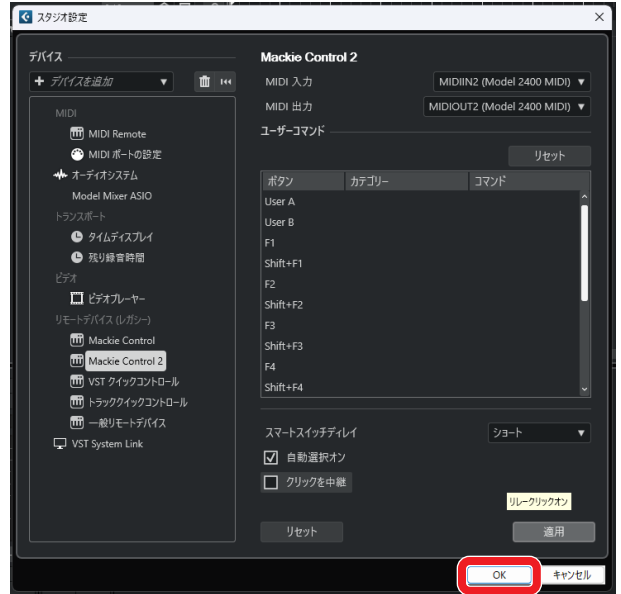 スタジオ設定
デバイス
デバイスを追加
MIDI
MIDI Remote
MIDI ポートの設定
オーディオシステム
Model Mixer ASIO
トランスポート
タイムディスプレイ
残り録音時間
ビデオ
ビデオプレーヤー
リモートデバイス (レガシー)
Mackie Control
Mackie Control 2
VST クイックコントロール
トラッククイックコントロール
一般リモートデバイス
VST System Link
Mackie Control 2
MIDI 入力 MIDIIN2 (Model 2400 MIDI)
MIDI 出力 MIDIOUT2 (Model 2400 MIDI)
ユーザーコマンド
リセット
ボタン カテゴリー コマンド
User A
User B
F1
Shift+F1
F2
Shift+F2
F3
Shift+F3
F4
Shift+F4
スマートスイッチディレイ ショート
自動選択オン
クリックを中継
リレークリックオン
リセット 適用
OK キャンセル